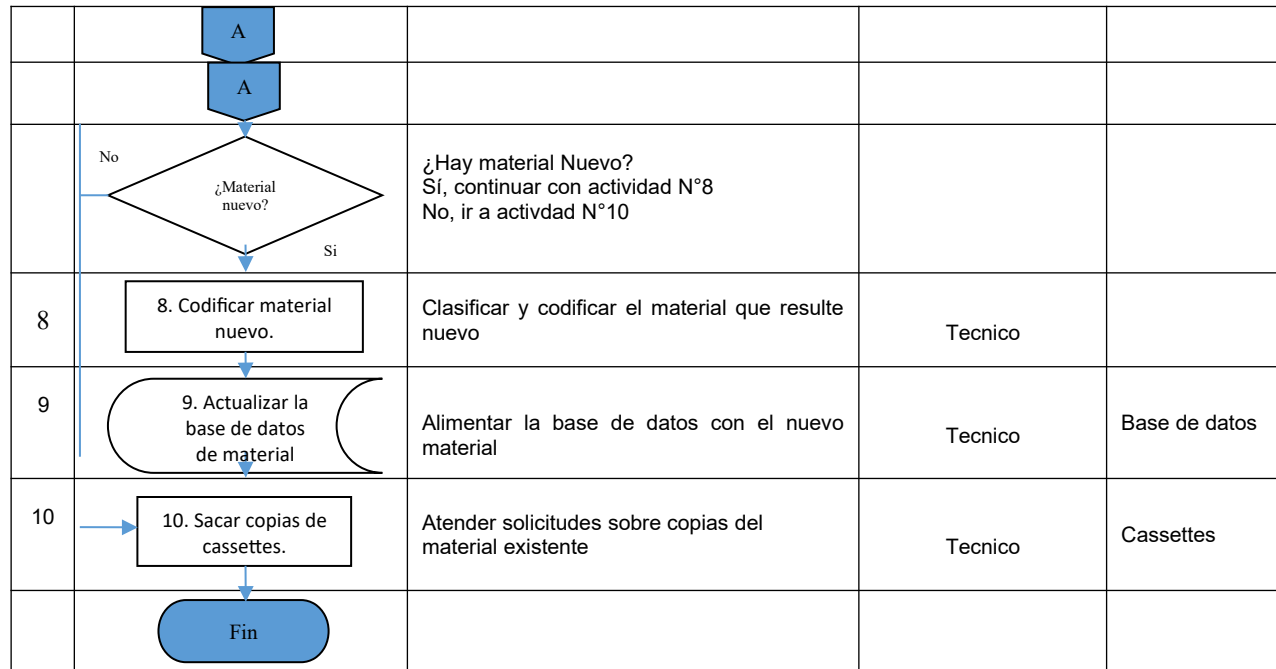 A
A
No
¿Material
nuevo?
Si
¿Hay material Nuevo?
Sí, continuar con actividad N°8
No, ir a activdad N°10
8
8. Codificar material
nuevo.
Clasificar y codificar el material que resulte
nuevo
Tecnico
9
9. Actualizar la
base de datos
de material
Alimentar la base de datos con el nuevo
material
Tecnico
Base de datos
10
10. Sacar copias de
cassettes.
Atender solicitudes sobre copias del
material existente
Tecnico
Cassettes
Fin